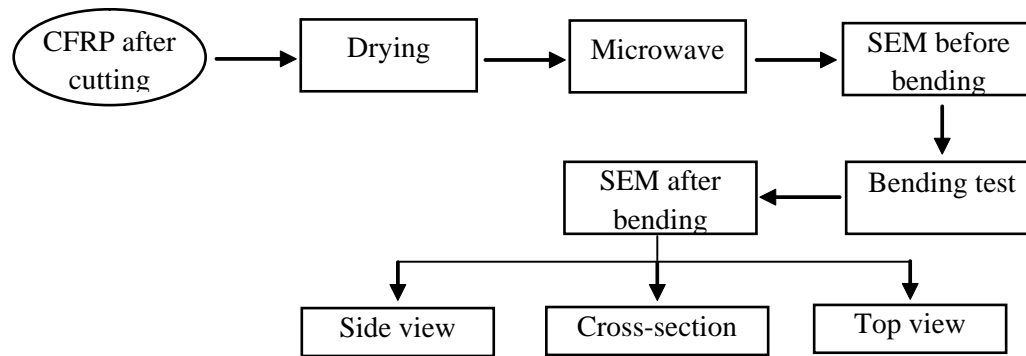 CFRP after
cutting
Drying
Microwave
SEM before
bending
Bending test
SEM after
bending
Side view
Cross-section
Top view